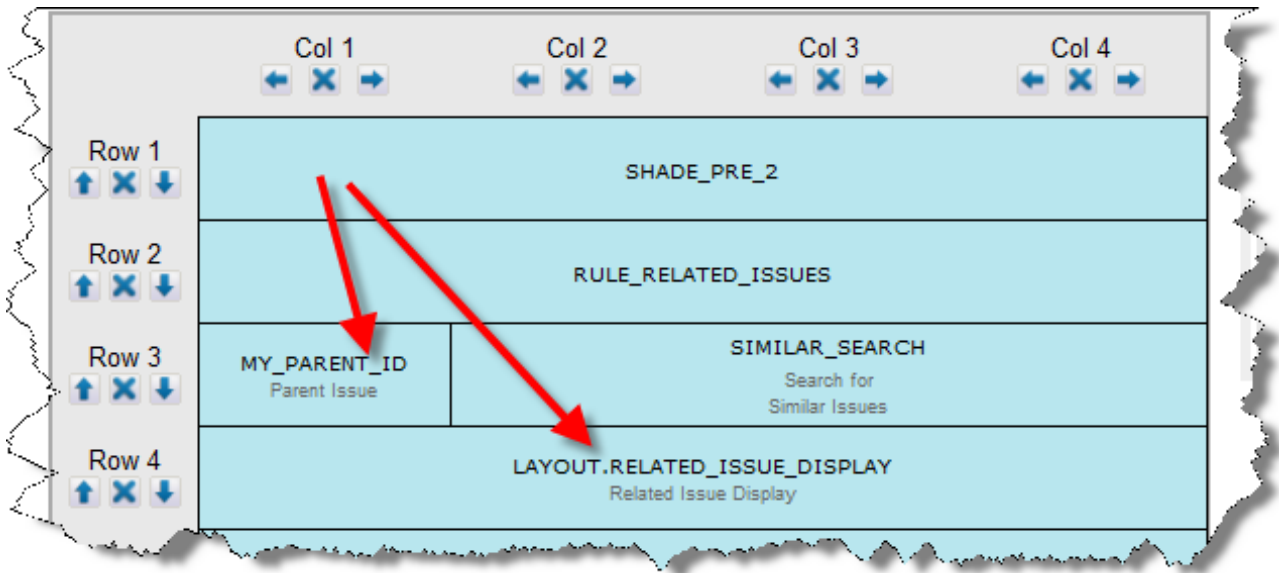 Col 1 Col 2 Col 3 Col 4
Row 1
SHADE_PRE_2
Row 2
RULE_RELATED_ISSUES
Row 3
MY_PARENT_ID
Parent Issue
SIMILAR_SEARCH
Search for
Similar Issues
Row 4
LAYOUT.RELATED_ISSUE_DISPLAY
Related Issue Display